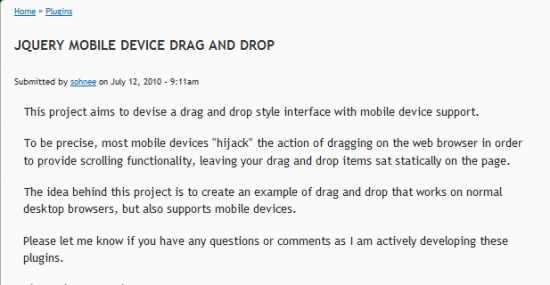 Home » Plugins
JQUERY MOBILE DEVICE DRAG AND DROP
Submitted by sohnee on July 12, 2010 - 9:11am
This project aims to devise a drag and drop style interface with mobile device support.
To be precise, most mobile devices "hijack" the action of dragging on the web browser in order
to provide scrolling functionality, leaving your drag and drop items sat statically on the page.
The idea behind this project is to create an example of drag and drop that works on normal
desktop browsers, but also supports mobile devices.
Please let me know if you have any questions or comments as I am actively developing these
plugins.